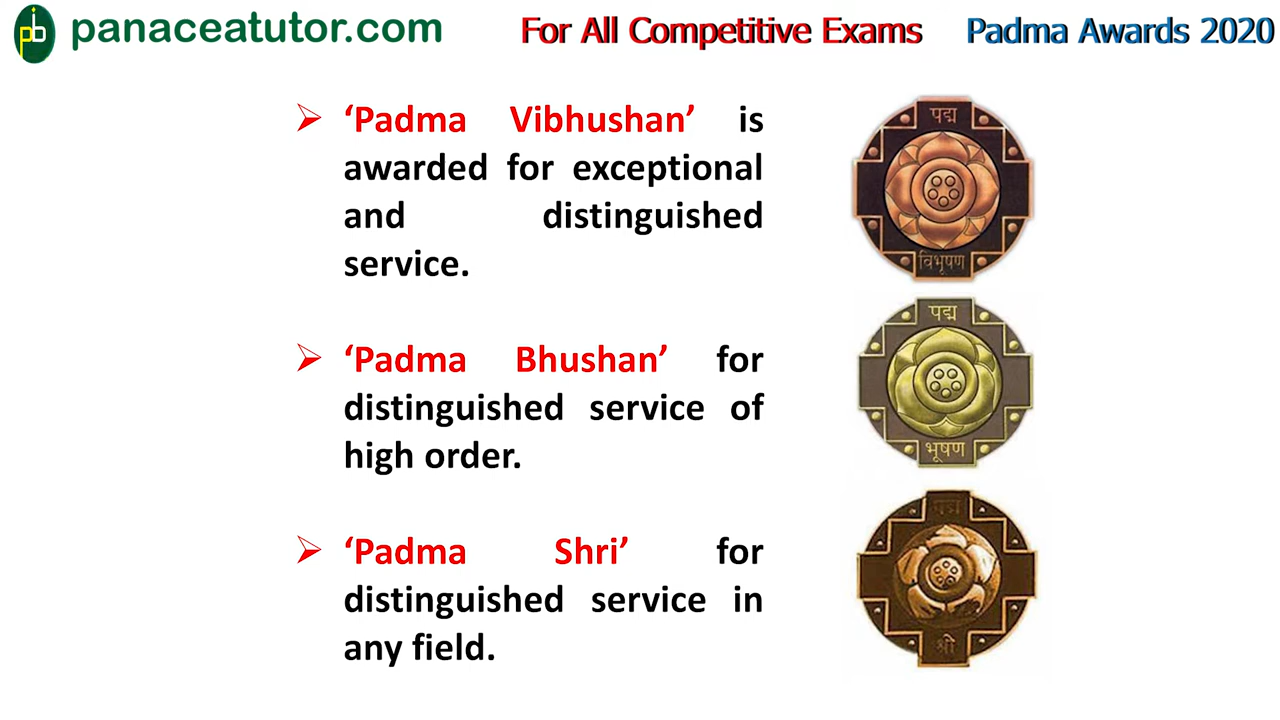 panaceatutor.com
For All Competitive Exams
Padma Awards 2020
‘Padma Vibhushan’ is
awarded for exceptional
and distinguished
service.
‘Padma Bhushan’ for
distinguished service of
high order.
‘Padma Shri’ for
distinguished service in
any field.
पद्म
विभूषण
पद्म
भूषण
पद्म
श्री